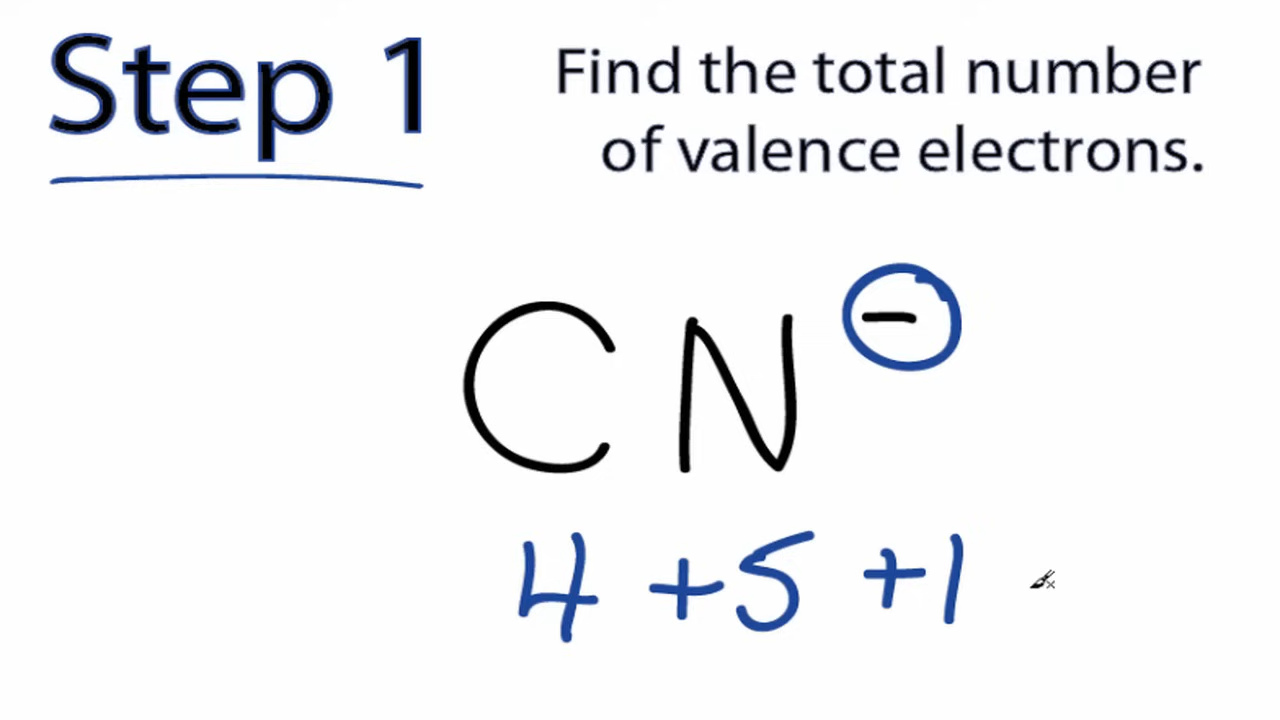 Step 1
Find the total number
of valence electrons.
CN⁻
4 + 5 + 1